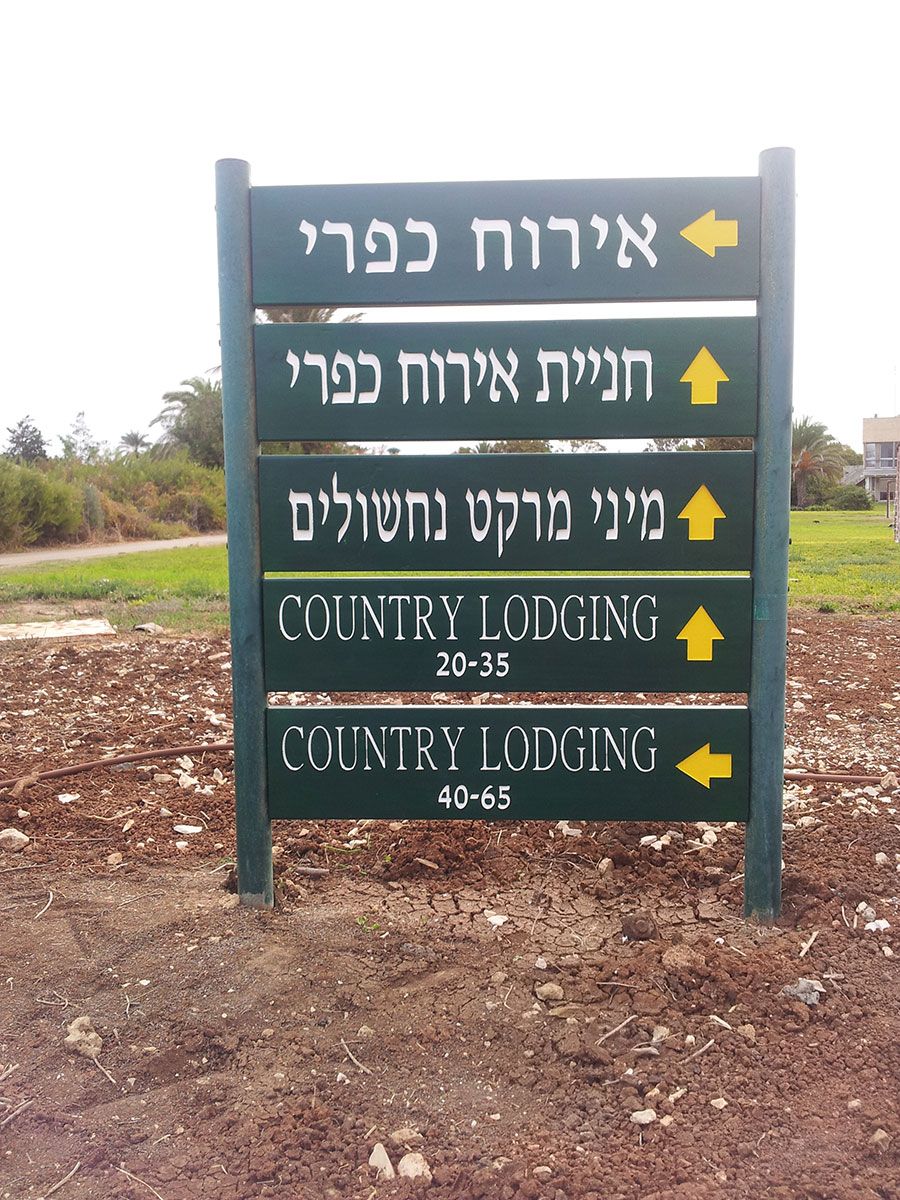 אירוח כפרי
חניית אירוח כפרי
מיני מרקט נחשולים
COUNTRY LODGING
20-35
COUNTRY LODGING
40-65